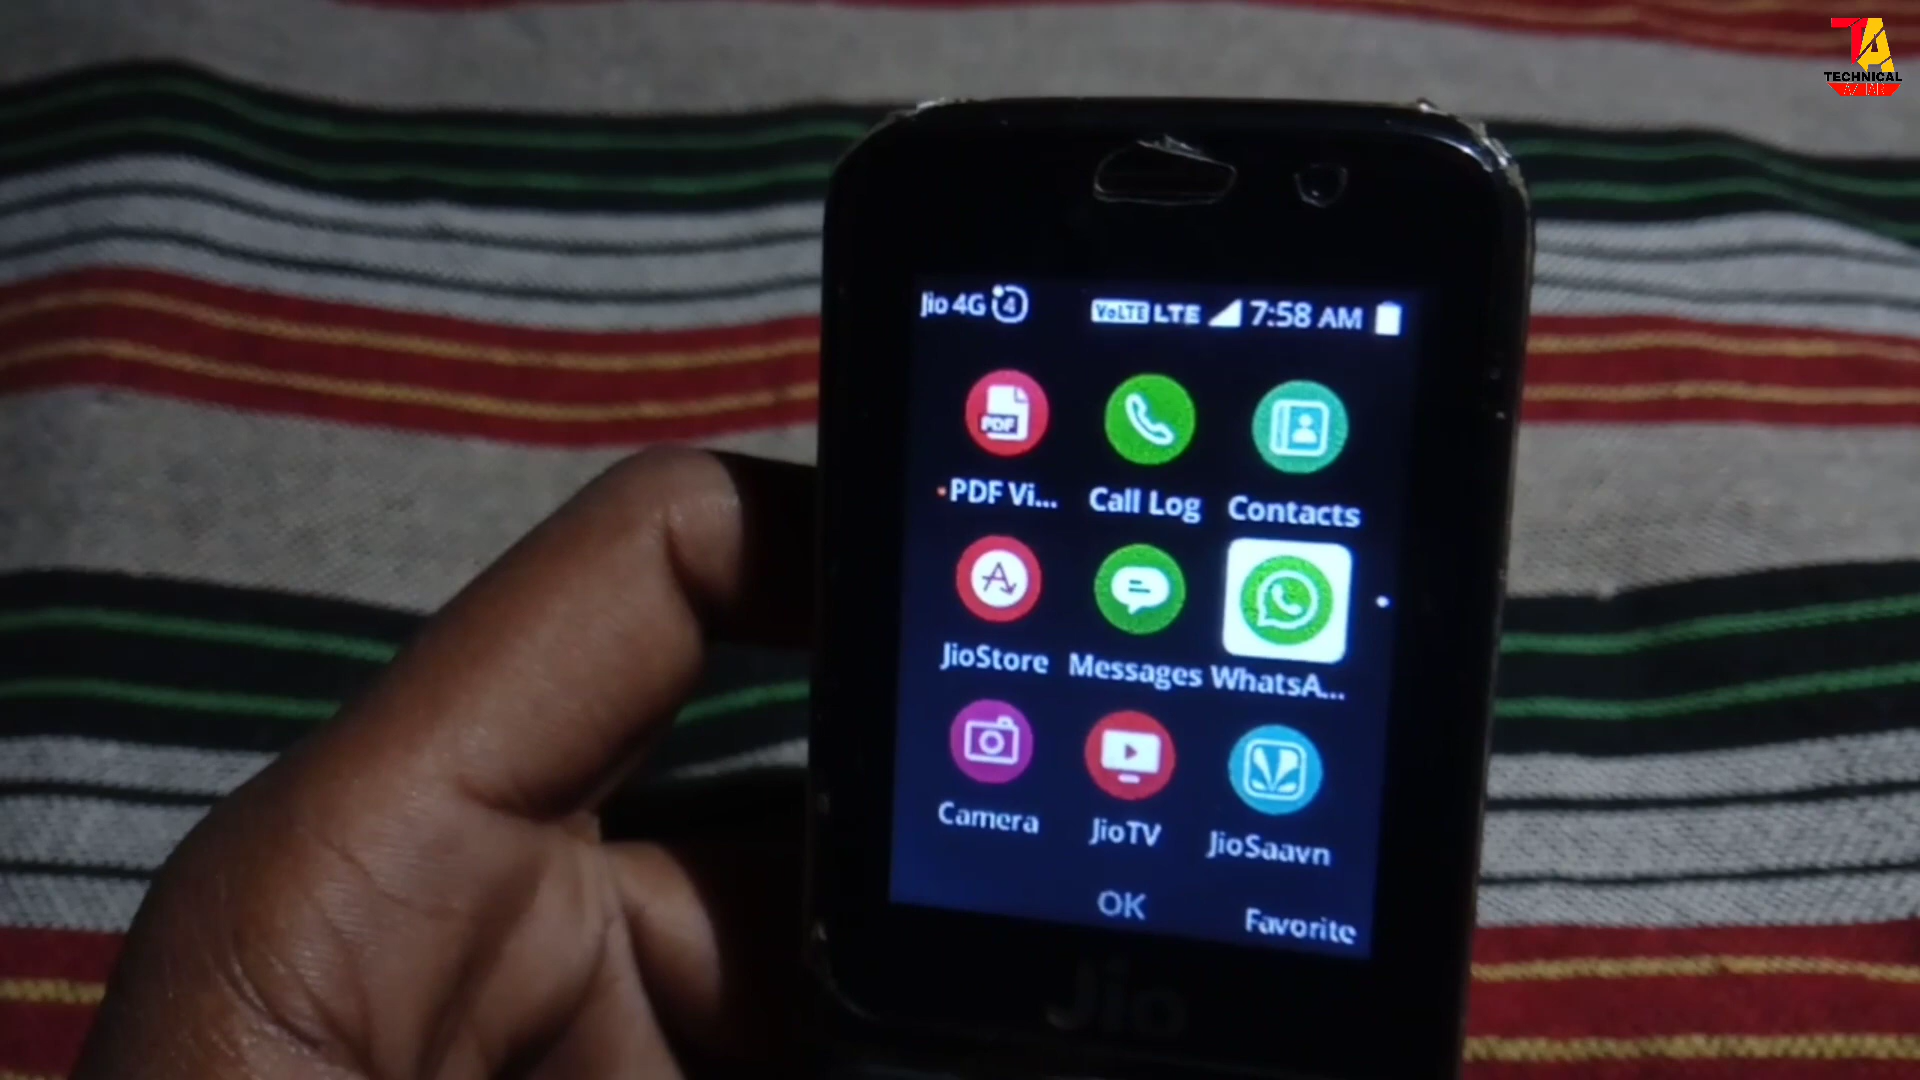 TECHNICAL
Jio 4G 4 VoLTE LTE 7:58 AM
PDF
PDF Vi... Call Log Contacts
JioStore Messages WhatsA...
Camera JioTV JioSaavn
OK Favorite
Jio